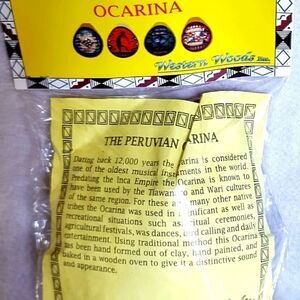 OCARINA
Western Woods Inc.
THE PERUVIAN ARINA
Dating back 12,000 years the carina is considered
one of the oldest musical instruments in the world.
Predating the Inca Empire the Ocarina is known to
have been used by the Tiawanaco and Wari cultures
of the same region. For these an many other native
tribes the Ocarina was used in significant as well as
recreational situations such as ritual ceremonies,
agricultural festivals, was dances, bird calling and daily
entertainment. Using traditional method this Ocarina
has been hand formed out of clay, hand painted, and
baked in a wooden oven to give it a distinctive sound
and appearance.